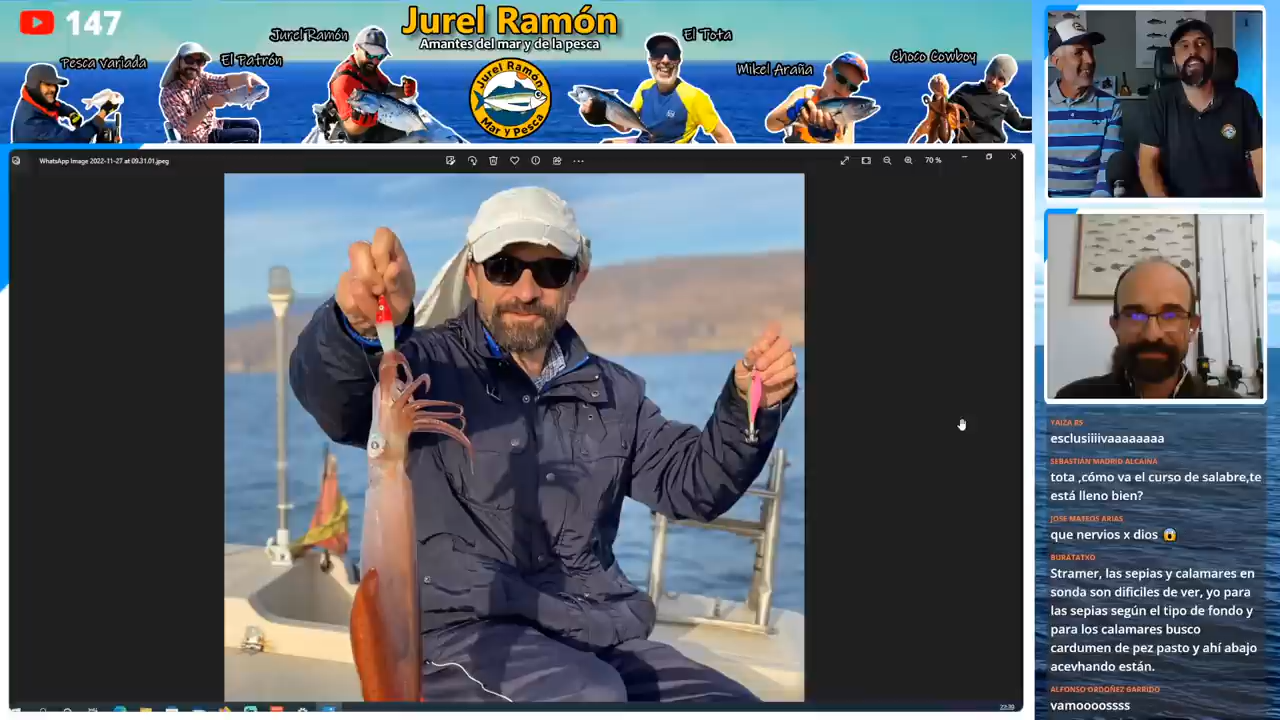 147
Jurel Ramón
Amantes del mar y de la pesca
Pesca Variada
El Patrón
Jurel Ramón
El Tota
Mikel Araña
Choco Cowboy
Jurel Ramón
Mar y Pesca
WhatsApp Image 2022-11-27 at 09.31.01.jpeg
70 %
YAIZA RS
esclusiiiivaaaaaaaa
SEBASTIÁN MADRID ALCAINA
tota ,cómo va el curso de salabre,te
está lleno bien?
JOSE MATEOS ARIAS
que nervios x dios 😱
BURATATXO
Stramer, las sepias y calamares en
sonda son dificiles de ver, yo para
las sepias según el tipo de fondo y
para los calamares busco
cardumen de pez pasto y ahí abajo
acevhando están.
ALFONSO ORDOÑEZ GARRIDO
vamoooossss
22:39